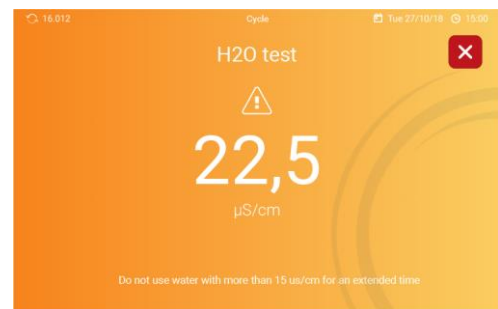 16.012 Cycle Tue 27/10/18 15:00
H2O test
22,5
µS/cm
Do not use water with more than 15 us/cm for an extended time